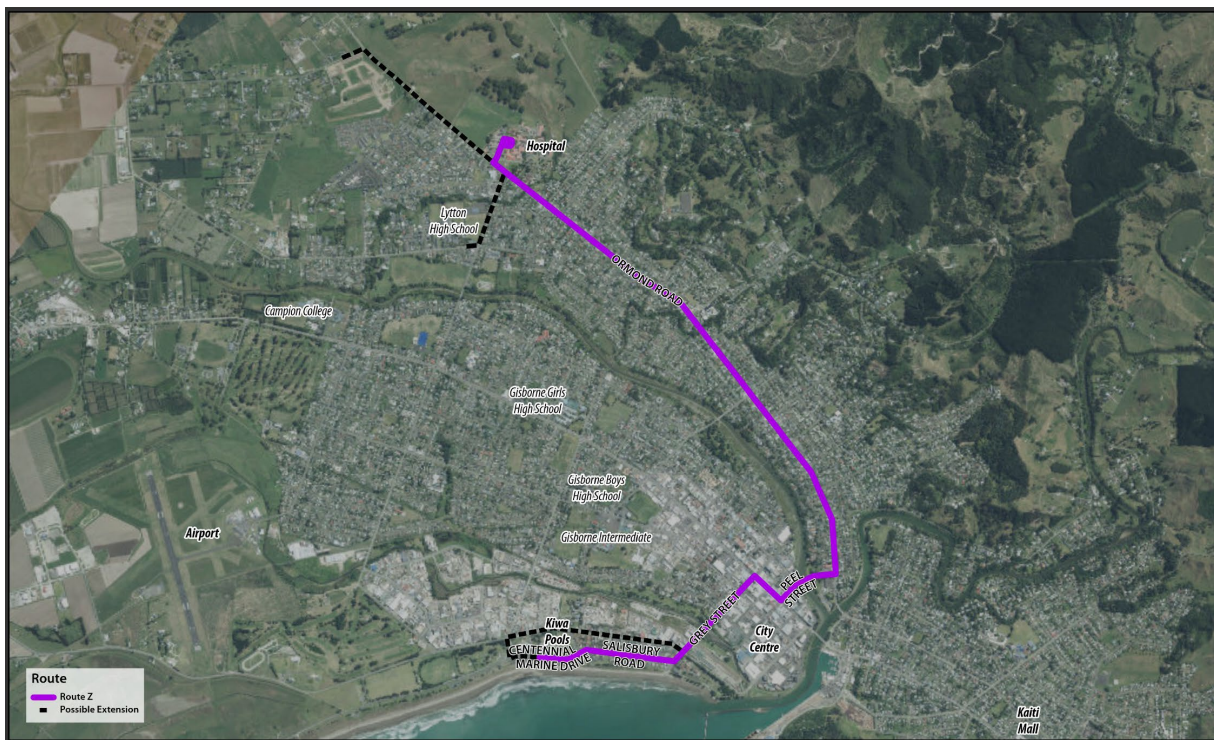 Hospital
Lytton
High School
ORMOND ROAD
Campion College
Gisborne Girls
High School
Gisborne Boys
High School
Airport
Gisborne Intermediate
PEEL
STREET
GREY STREET
City
Centre
Kiwa
Pools
CENTENNIAL
MARINE DRIVE
SALISBURY
ROAD
Kaiti
Mall
Route
Route Z
Possible Extension